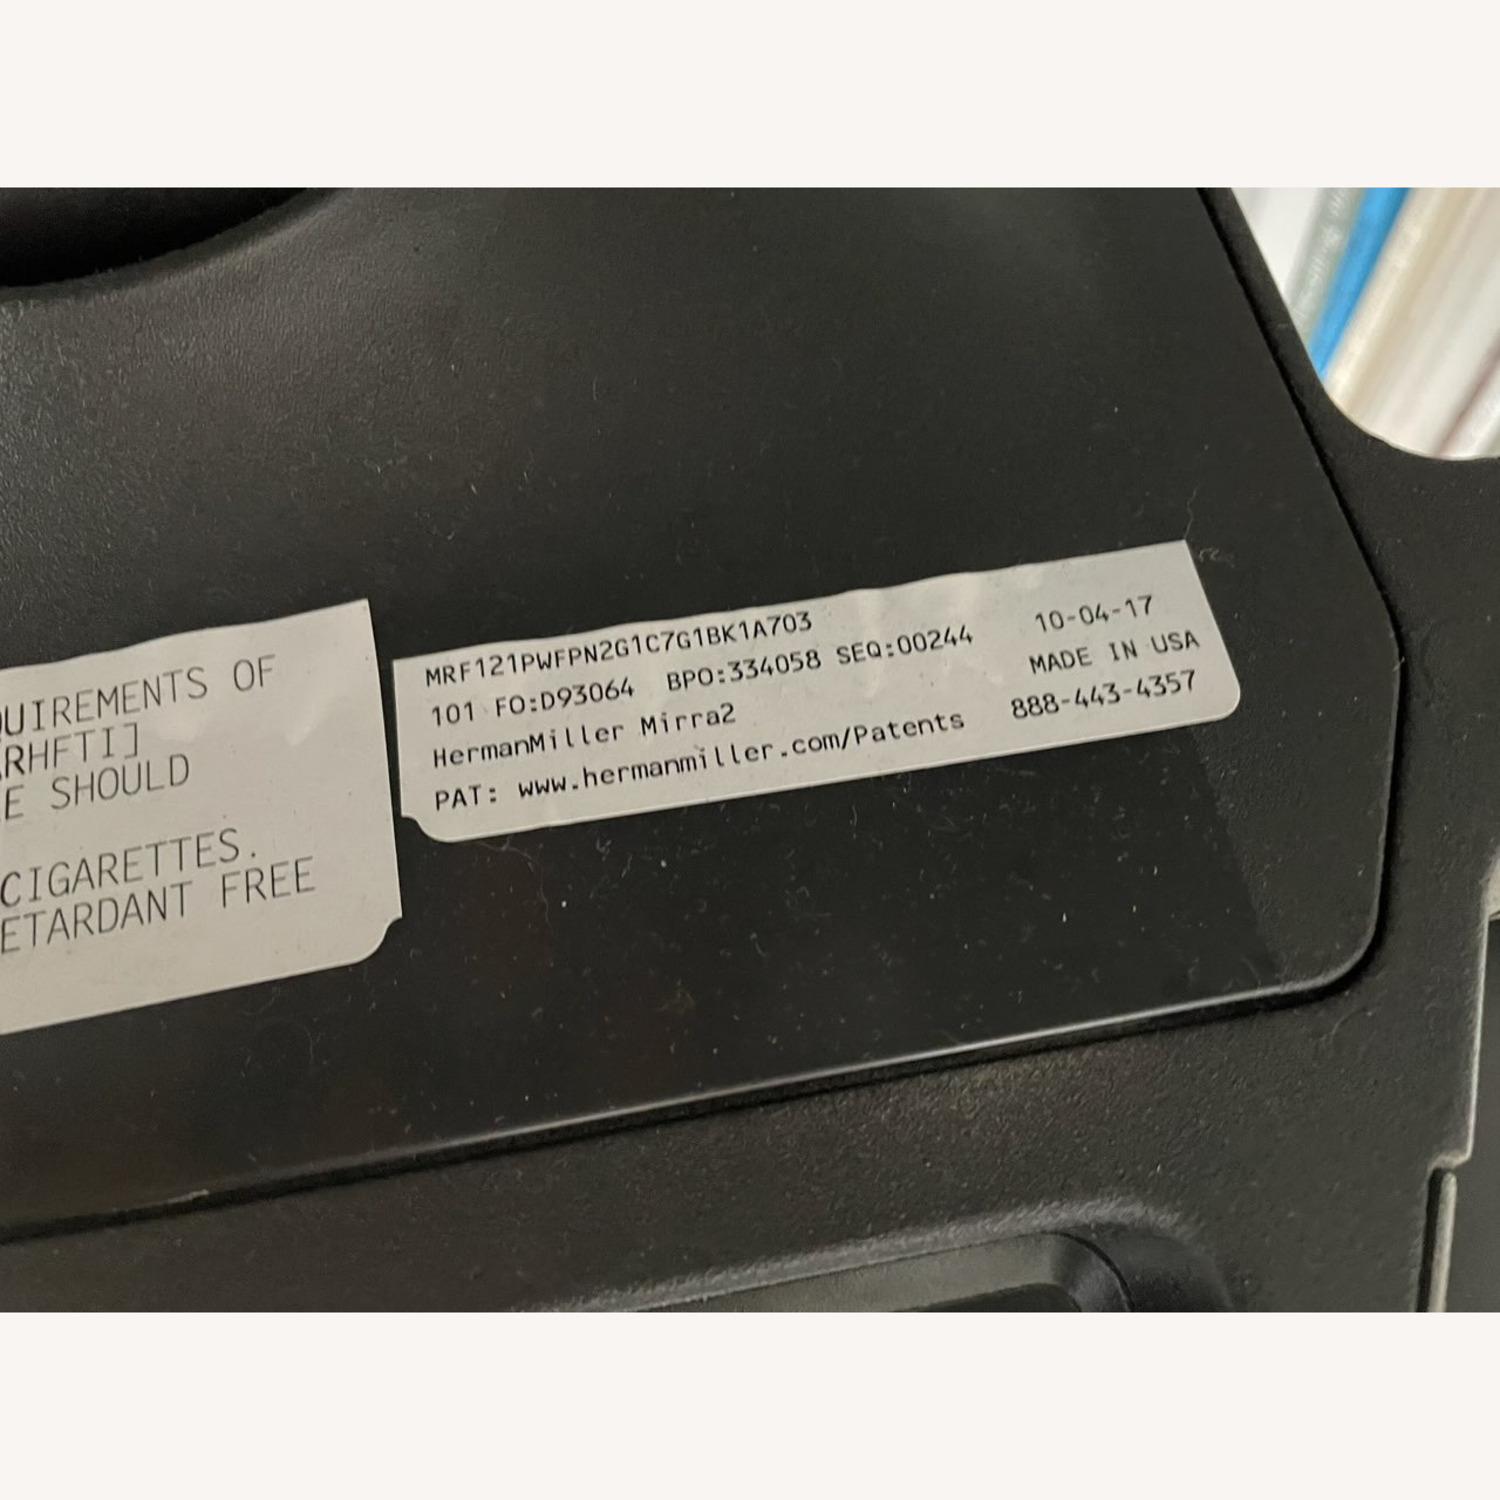 QUIREMENTS OF
RHFTI]
E SHOULD
CIGARETTES.
ETARDANT FREE
MRF121PWFPN2G1C7G1BK1A703
101 FO:D93064 BPO:334058 SEQ:00244 10-04-17
HermanMiller Mirra2 MADE IN USA
PAT: www.hermanmiller.com/Patents 888-443-4357